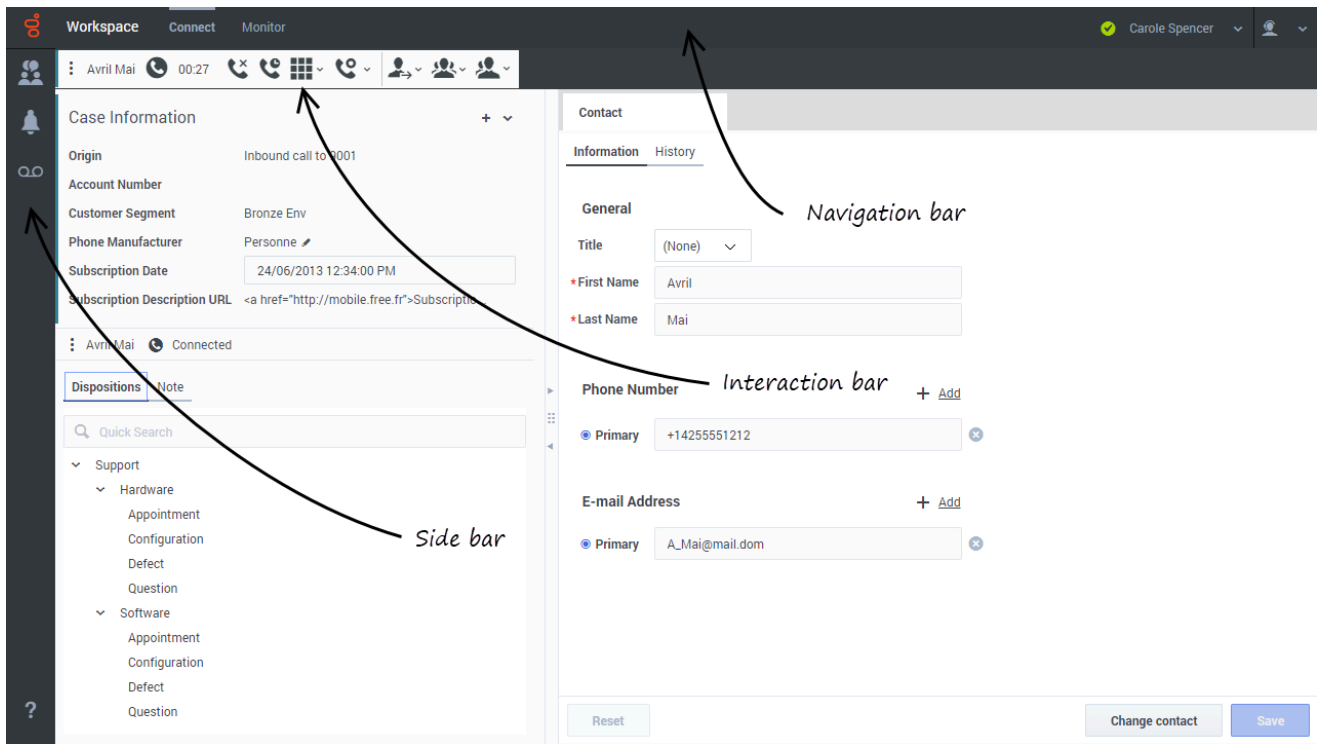 Workspace Connect Monitor Carole Spencer
Avril Mai 00:27
Case Information
Origin Inbound call to 9001
Account Number
Customer Segment Bronze Env
Phone Manufacturer Personne
Subscription Date 24/06/2013 12:34:00 PM
Subscription Description URL <a href="http://mobile.free.fr">Subscriptio...
Avril Mai Connected
Dispositions Note
Quick Search
Support
Hardware
Appointment
Configuration
Defect
Question
Software
Appointment
Configuration
Defect
Question
?
Contact
Information History
General
Title (None)
*First Name Avril
*Last Name Mai
Phone Number + Add
Primary +14255551212
E-mail Address + Add
Primary A_Mai@mail.dom
Reset Change contact Save
Navigation bar
Interaction bar
Side bar